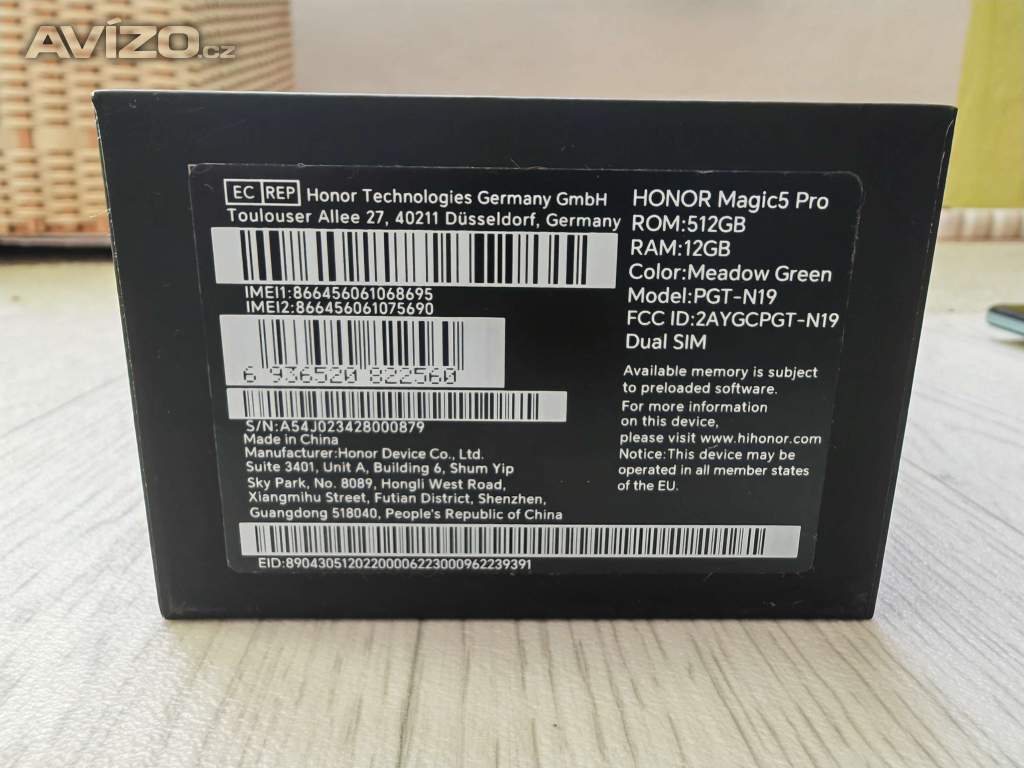 AVÍZO.cz
EC REP Honor Technologies Germany GmbH
Toulouser Allee 27, 40211 Düsseldorf, Germany
IMEI1:866456061068695
IMEI2:866456061075690
6 936520 822560
S/N:A54J023428000879
Made in China
Manufacturer:Honor Device Co., Ltd.
Suite 3401, Unit A, Building 6, Shum Yip
Sky Park, No. 8089, Hongli West Road,
Xiangmihu Street, Futian District, Shenzhen,
Guangdong 518040, People's Republic of China
EID:89043051202200006223000962239391
HONOR Magic5 Pro
ROM:512GB
RAM:12GB
Color:Meadow Green
Model:PGT-N19
FCC ID:2AYGCPGT-N19
Dual SIM
Available memory is subject
to preloaded software.
For more information
on this device,
please visit www.hihonor.com
Notice:This device may be
operated in all member states
of the EU.